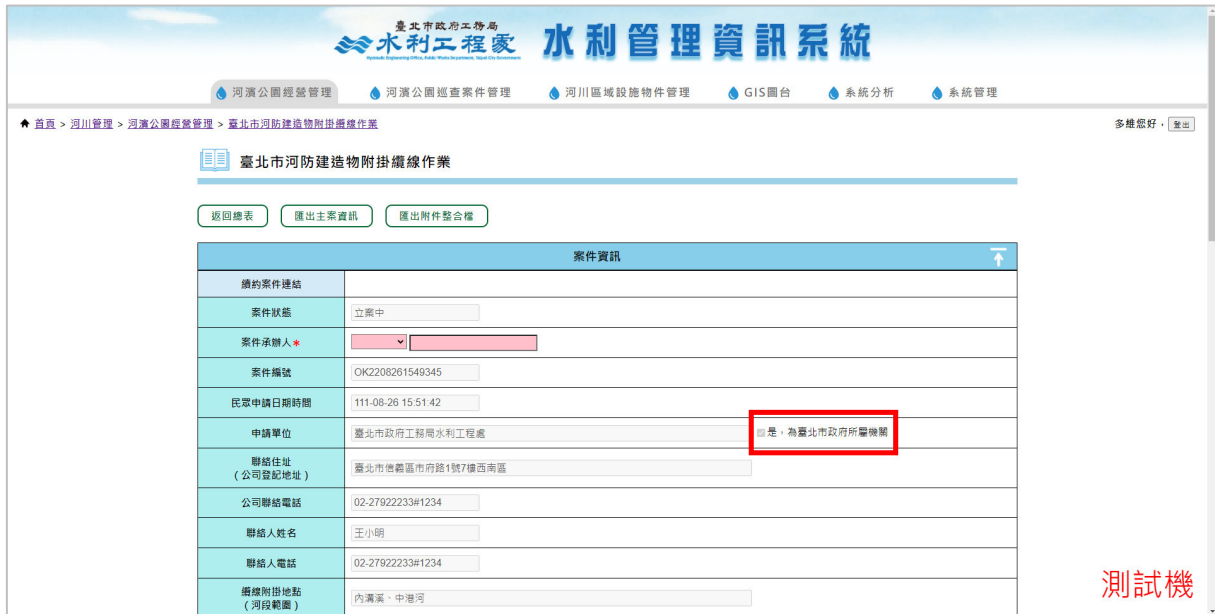 臺北市政府工務局
水利工程處
Hydraulic Engineering Office, Public Works Department, Taipei City Government
水利管理資訊系統
河濱公園經營管理
河濱公園巡查案件管理
河川區域設施物件管理
GIS圖台
系統分析
系統管理
首頁 > 河川管理 > 河濱公園經營管理 > 臺北市河防建造物附掛纜線作業
多維您好， 登出
臺北市河防建造物附掛纜線作業
返回總表
匯出主案資訊
匯出附件整合檔
案件資訊
續約案件連結
案件狀態 立案中
案件承辦人*
案件編號 OK2208261549345
民眾申請日期時間 111-08-26 15:51:42
申請單位 臺北市政府工務局水利工程處 是，為臺北市政府所屬機關
聯絡住址
(公司登記地址) 臺北市信義區市府路1號7樓西南區
公司聯絡電話 02-27922233#1234
聯絡人姓名 王小明
聯絡人電話 02-27922233#1234
纜線附掛地點
(河段範圍) 內溝溪、中港河
測試機